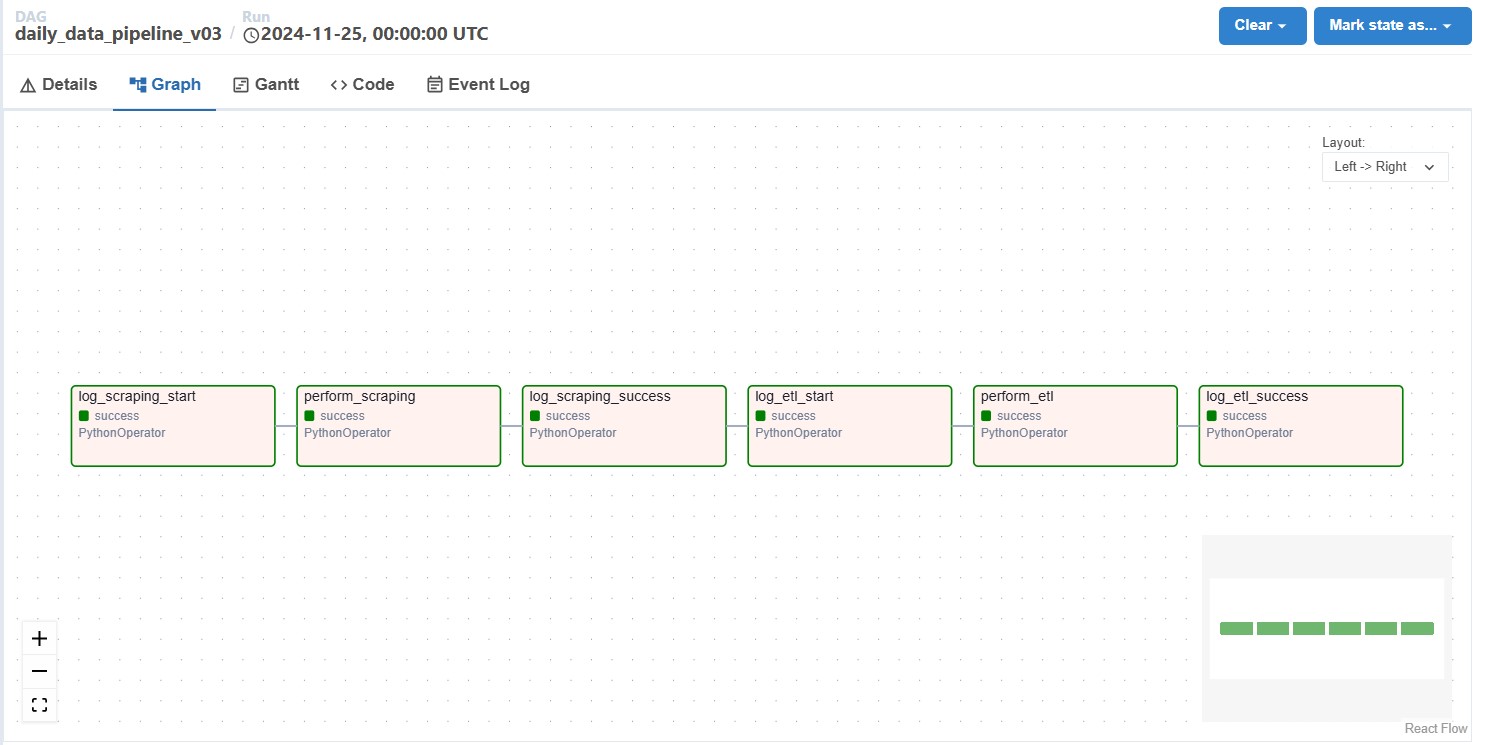 DAG
daily_data_pipeline_v03 / Run
2024-11-25, 00:00:00 UTC
Clear
Mark state as...
Details
Graph
Gantt
<> Code
Event Log
Layout:
Left -> Right
log_scraping_start
success
PythonOperator
perform_scraping
success
PythonOperator
log_scraping_success
success
PythonOperator
log_etl_start
success
PythonOperator
perform_etl
success
PythonOperator
log_etl_success
success
PythonOperator
React Flow